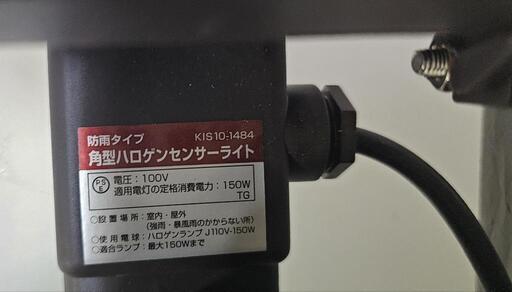 防雨タイプ KIS10-1484
角型ハロゲンセンサーライト
PS
E
電圧：100V
適用電灯の定格消費電力：150W
TG
○設置場所：室内・屋外
(強雨・暴風雨のかからない所)
○使用電球：ハロゲンランプ J110V-150W
○適合ランプ：最大150Wまで